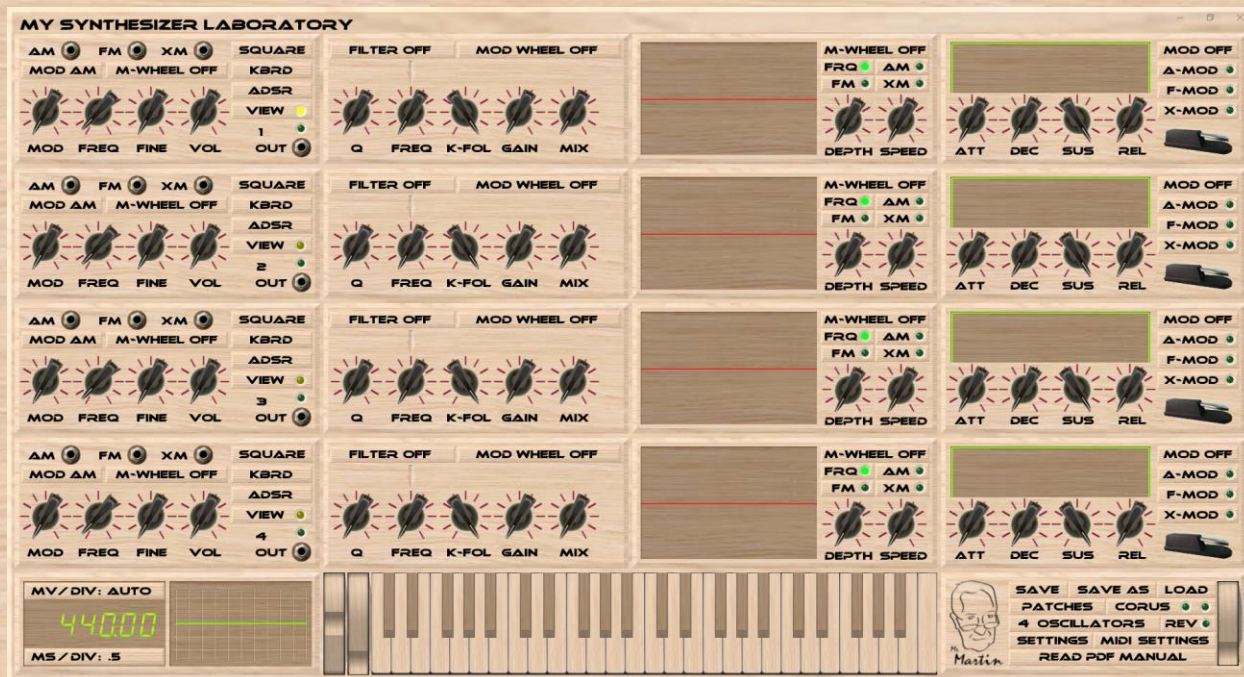 MY SYNTHESIZER LABORATORY
AM FM XM SQUARE FILTER OFF MOD WHEEL OFF M-WHEEL OFF MOD OFF
MOD AM M-WHEEL OFF KBRD FRQ AM A-MOD
ADSR FM XM F-MOD
VIEW X-MOD
1
MOD FREQ FINE VOL OUT Q FREQ K-FOL GAIN MIX DEPTH SPEED ATT DEC SUS REL
AM FM XM SQUARE FILTER OFF MOD WHEEL OFF M-WHEEL OFF MOD OFF
MOD AM M-WHEEL OFF KBRD FRQ AM A-MOD
ADSR FM XM F-MOD
VIEW X-MOD
2
MOD FREQ FINE VOL OUT Q FREQ K-FOL GAIN MIX DEPTH SPEED ATT DEC SUS REL
AM FM XM SQUARE FILTER OFF MOD WHEEL OFF M-WHEEL OFF MOD OFF
MOD AM M-WHEEL OFF KBRD FRQ AM A-MOD
ADSR FM XM F-MOD
VIEW X-MOD
3
MOD FREQ FINE VOL OUT Q FREQ K-FOL GAIN MIX DEPTH SPEED ATT DEC SUS REL
AM FM XM SQUARE FILTER OFF MOD WHEEL OFF M-WHEEL OFF MOD OFF
MOD AM M-WHEEL OFF KBRD FRQ AM A-MOD
ADSR FM XM F-MOD
VIEW X-MOD
4
MOD FREQ FINE VOL OUT Q FREQ K-FOL GAIN MIX DEPTH SPEED ATT DEC SUS REL
MV/DIV: AUTO
440.00
MS/DIV: .5
SAVE SAVE AS LOAD
PATCHES CORUS
4 OSCILLATORS REV
SETTINGS MIDI SETTINGS
READ PDF MANUAL
Martin